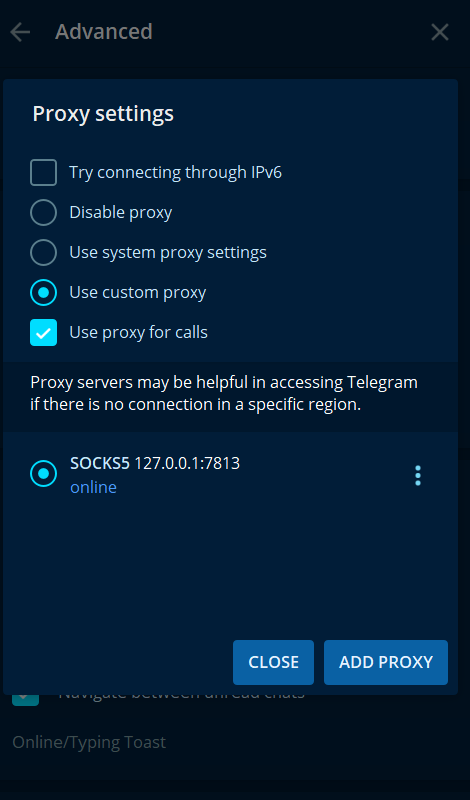 Advanced
Proxy settings
Try connecting through IPv6
Disable proxy
Use system proxy settings
Use custom proxy
Use proxy for calls
Proxy servers may be helpful in accessing Telegram
if there is no connection in a specific region.
SOCKS5 127.0.0.1:7813
online
CLOSE
ADD PROXY
Navigate between unread chats
Online/Typing Toast